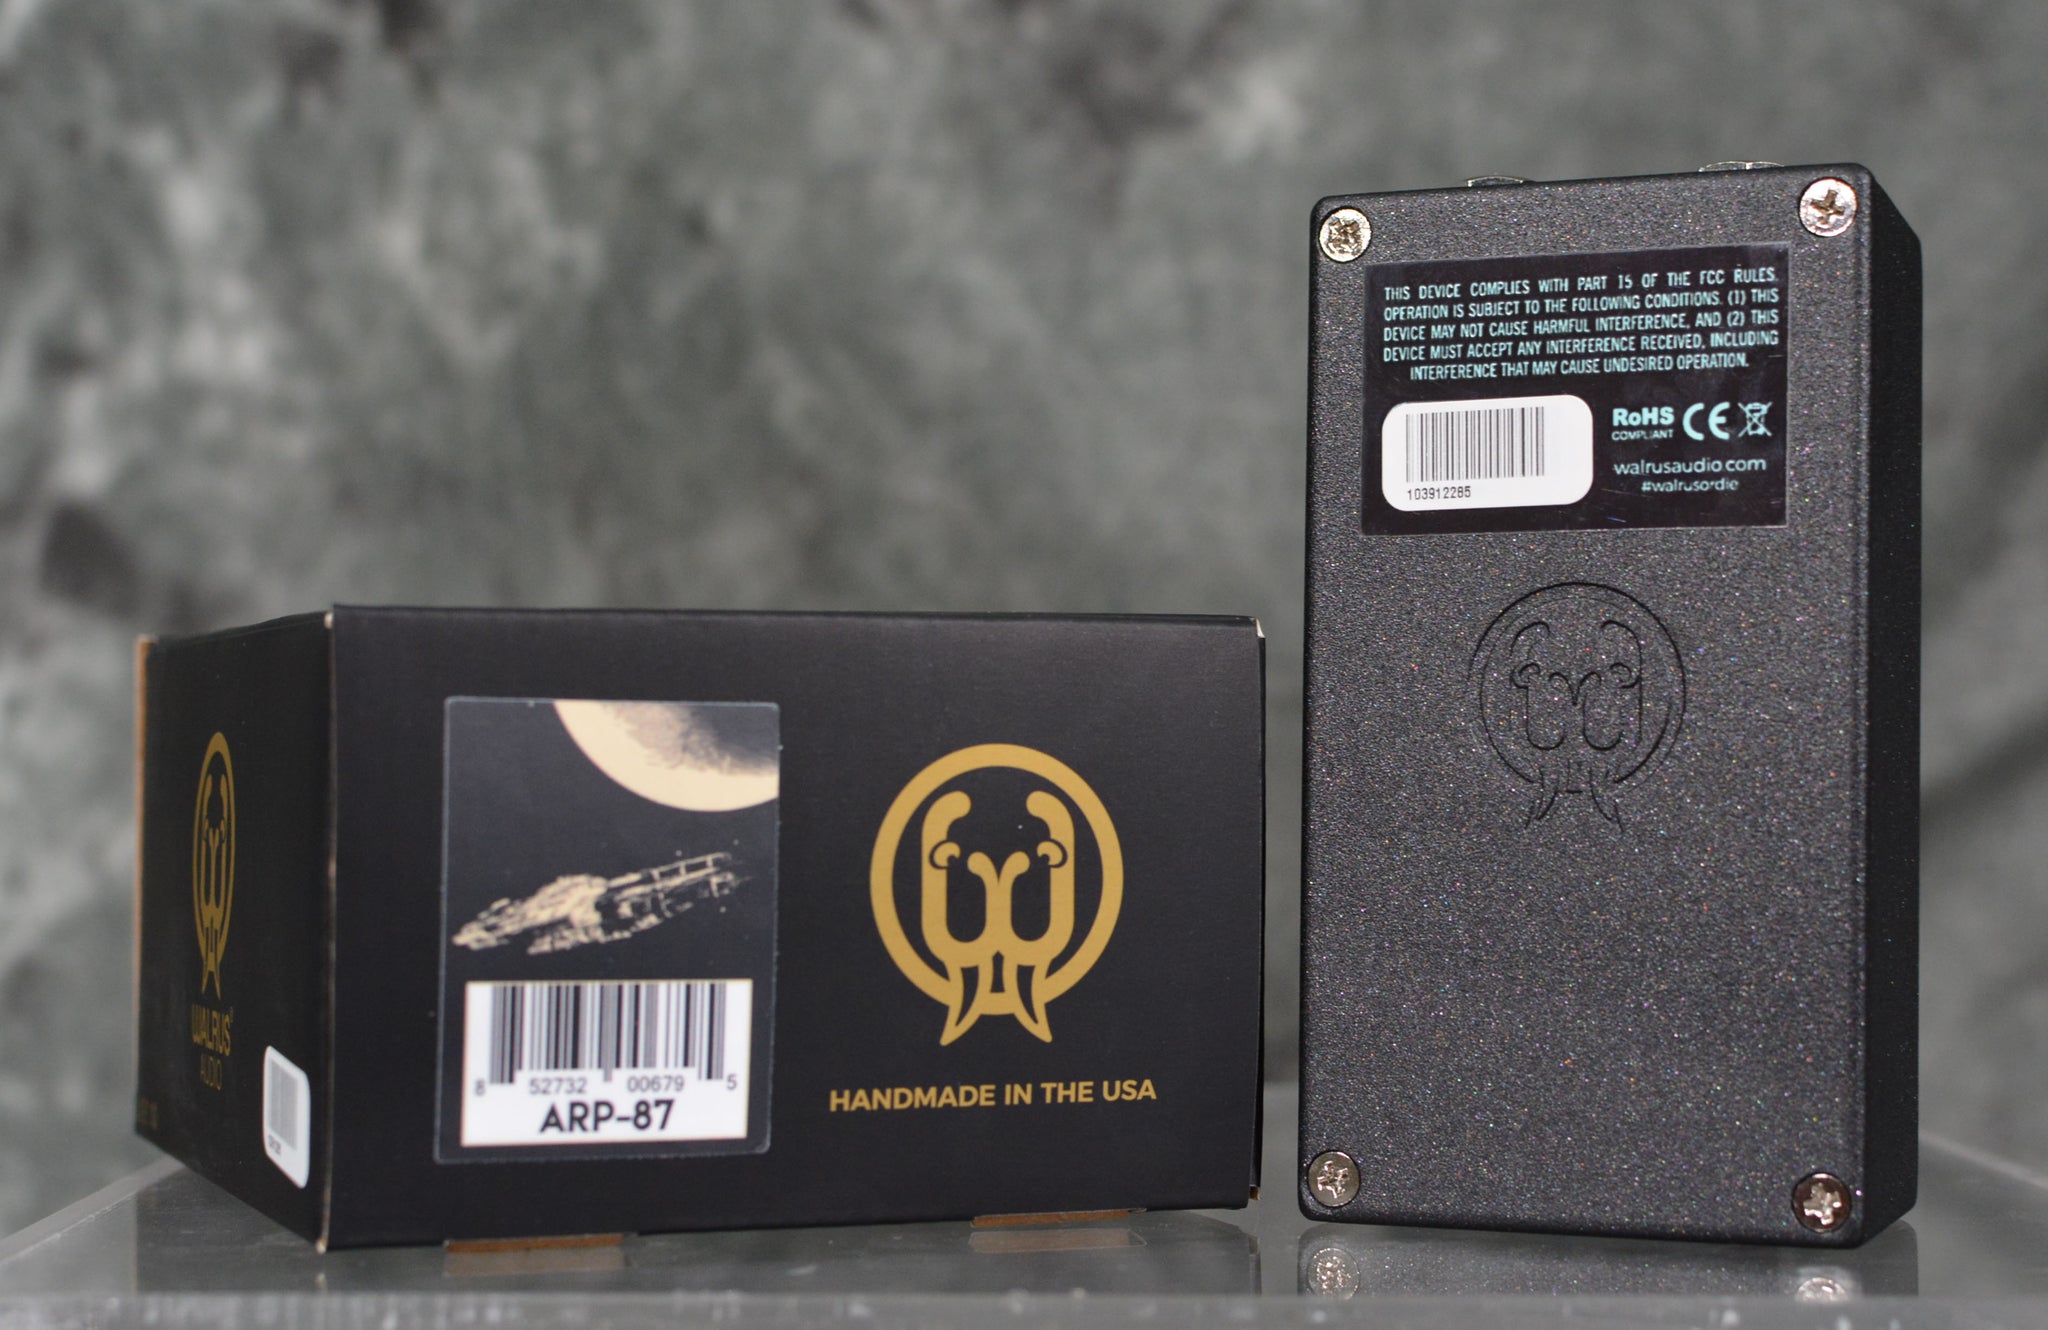 WALRUS®
AUDIO
8 52732 00679 5
ARP-87
HANDMADE IN THE USA
THIS DEVICE COMPLIES WITH PART 15 OF THE FCC RULES.
OPERATION IS SUBJECT TO THE FOLLOWING CONDITIONS. (1) THIS
DEVICE MAY NOT CAUSE HARMFUL INTERFERENCE, AND (2) THIS
DEVICE MUST ACCEPT ANY INTERFERENCE RECEIVED, INCLUDING
INTERFERENCE THAT MAY CAUSE UNDESIRED OPERATION.
103912285
RoHS
COMPLIANT
CE
walrusaudio.com
#walrusordie